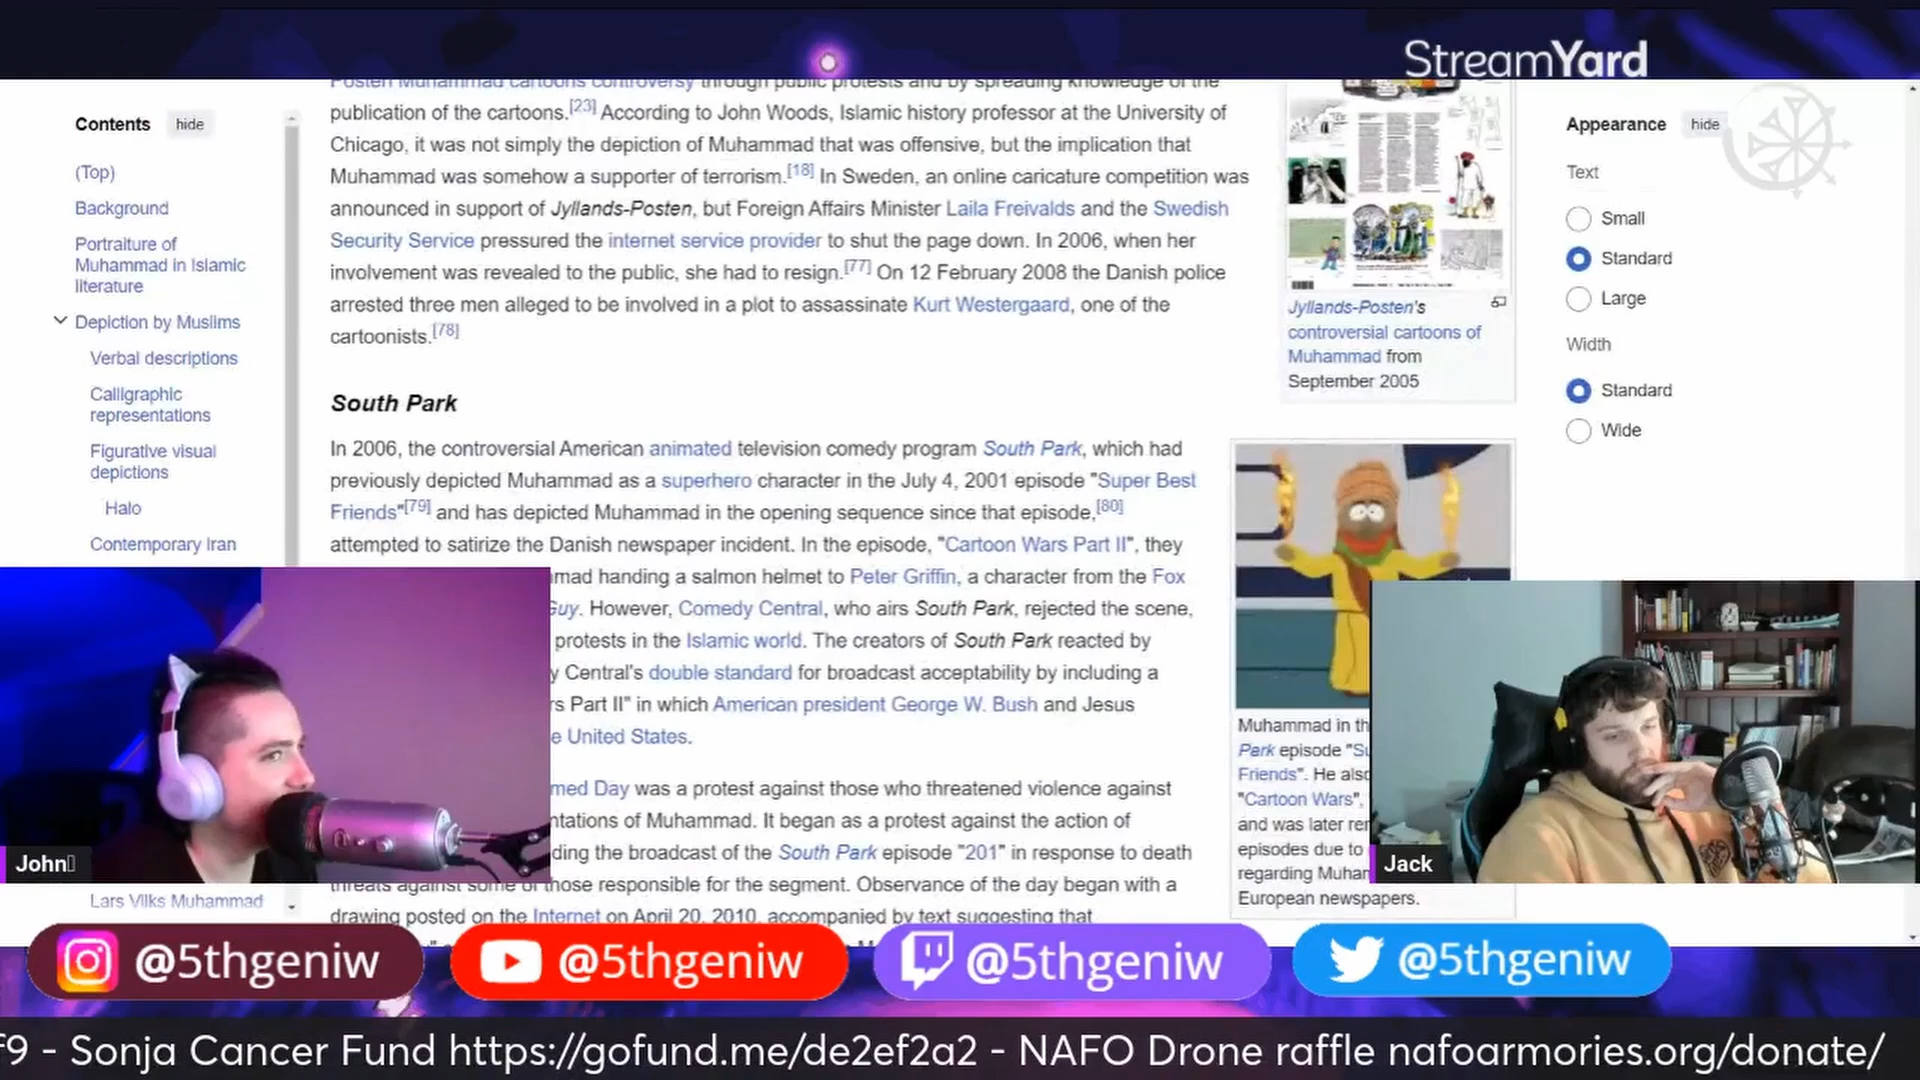 StreamYard
Contents
hide
(Top)
Background
Portraiture of
Muhammad in Islamic
literature
Depiction by Muslims
Verbal descriptions
Calligraphic
representations
Figurative visual
depictions
Halo
Contemporary Iran
Lars Vilks Muhammad
Posten Muhammad cartoons controversy through public protests and by spreading knowledge of the
publication of the cartoons.[23] According to John Woods, Islamic history professor at the University of
Chicago, it was not simply the depiction of Muhammad that was offensive, but the implication that
Muhammad was somehow a supporter of terrorism.[18] In Sweden, an online caricature competition was
announced in support of Jyllands-Posten, but Foreign Affairs Minister Laila Freivalds and the Swedish
Security Service pressured the internet service provider to shut the page down. In 2006, when her
involvement was revealed to the public, she had to resign.[77] On 12 February 2008 the Danish police
arrested three men alleged to be involved in a plot to assassinate Kurt Westergaard, one of the
cartoonists.[78]
South Park
In 2006, the controversial American animated television comedy program South Park, which had
previously depicted Muhammad as a superhero character in the July 4, 2001 episode "Super Best
Friends"[79] and has depicted Muhammad in the opening sequence since that episode,[80]
attempted to satirize the Danish newspaper incident. In the episode, "Cartoon Wars Part II", they
mad handing a salmon helmet to Peter Griffin, a character from the Fox
Guy. However, Comedy Central, who airs South Park, rejected the scene,
protests in the Islamic world. The creators of South Park reacted by
y Central's double standard for broadcast acceptability by including a
rs Part II" in which American president George W. Bush and Jesus
e United States.
med Day was a protest against those who threatened violence against
ntations of Muhammad. It began as a protest against the action of
ding the broadcast of the South Park episode "201" in response to death
threats against some of those responsible for the segment. Observance of the day began with a
drawing posted on the Internet on April 20, 2010, accompanied by text suggesting that
Jyllands-Posten's
controversial cartoons of
Muhammad from
September 2005
Muhammad in th
Park episode "Su
Friends". He also
"Cartoon Wars",
and was later rer
episodes due to
regarding Muhar
European newspapers.
Appearance
hide
Text
Small
Standard
Large
Width
Standard
Wide
John
Jack
@5thgeniw
@5thgeniw
@5thgeniw
@5thgeniw
f9 - Sonja Cancer Fund https://gofund.me/de2ef2a2 - NAFO Drone raffle nafoarmories.org/donate/